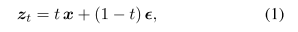 z_t = t x + (1 − t) ϵ, (1)